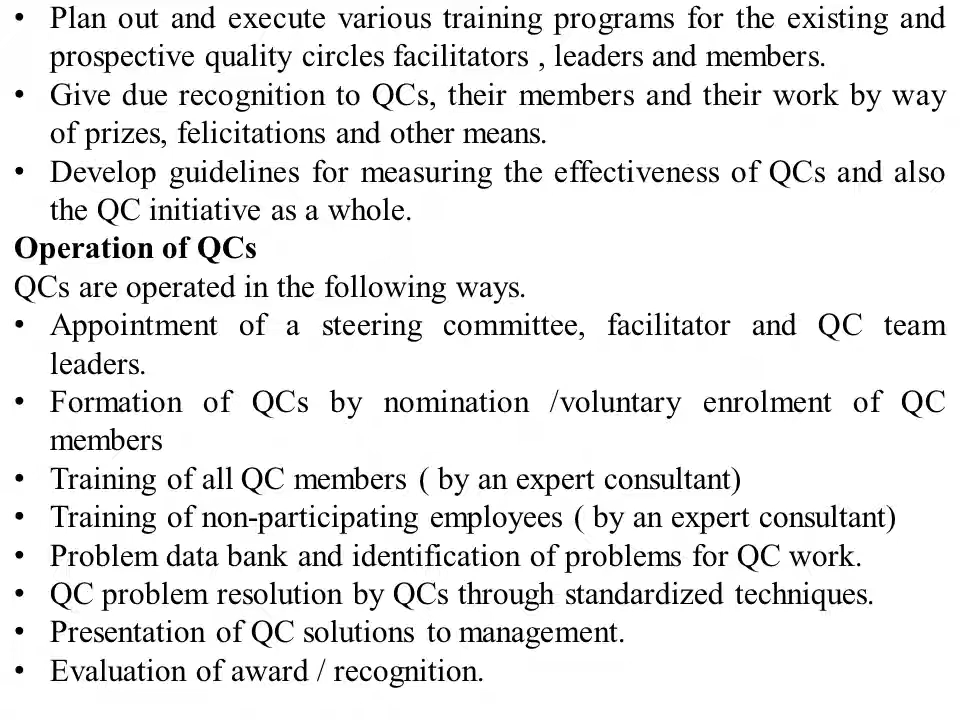 • Plan out and execute various training programs for the existing and
prospective quality circles facilitators , leaders and members.
• Give due recognition to QCs, their members and their work by way
of prizes, felicitations and other means.
• Develop guidelines for measuring the effectiveness of QCs and also
the QC initiative as a whole.
Operation of QCs
QCs are operated in the following ways.
• Appointment of a steering committee, facilitator and QC team
leaders.
• Formation of QCs by nomination /voluntary enrolment of QC
members
• Training of all QC members ( by an expert consultant)
• Training of non-participating employees ( by an expert consultant)
• Problem data bank and identification of problems for QC work.
• QC problem resolution by QCs through standardized techniques.
• Presentation of QC solutions to management.
• Evaluation of award / recognition.